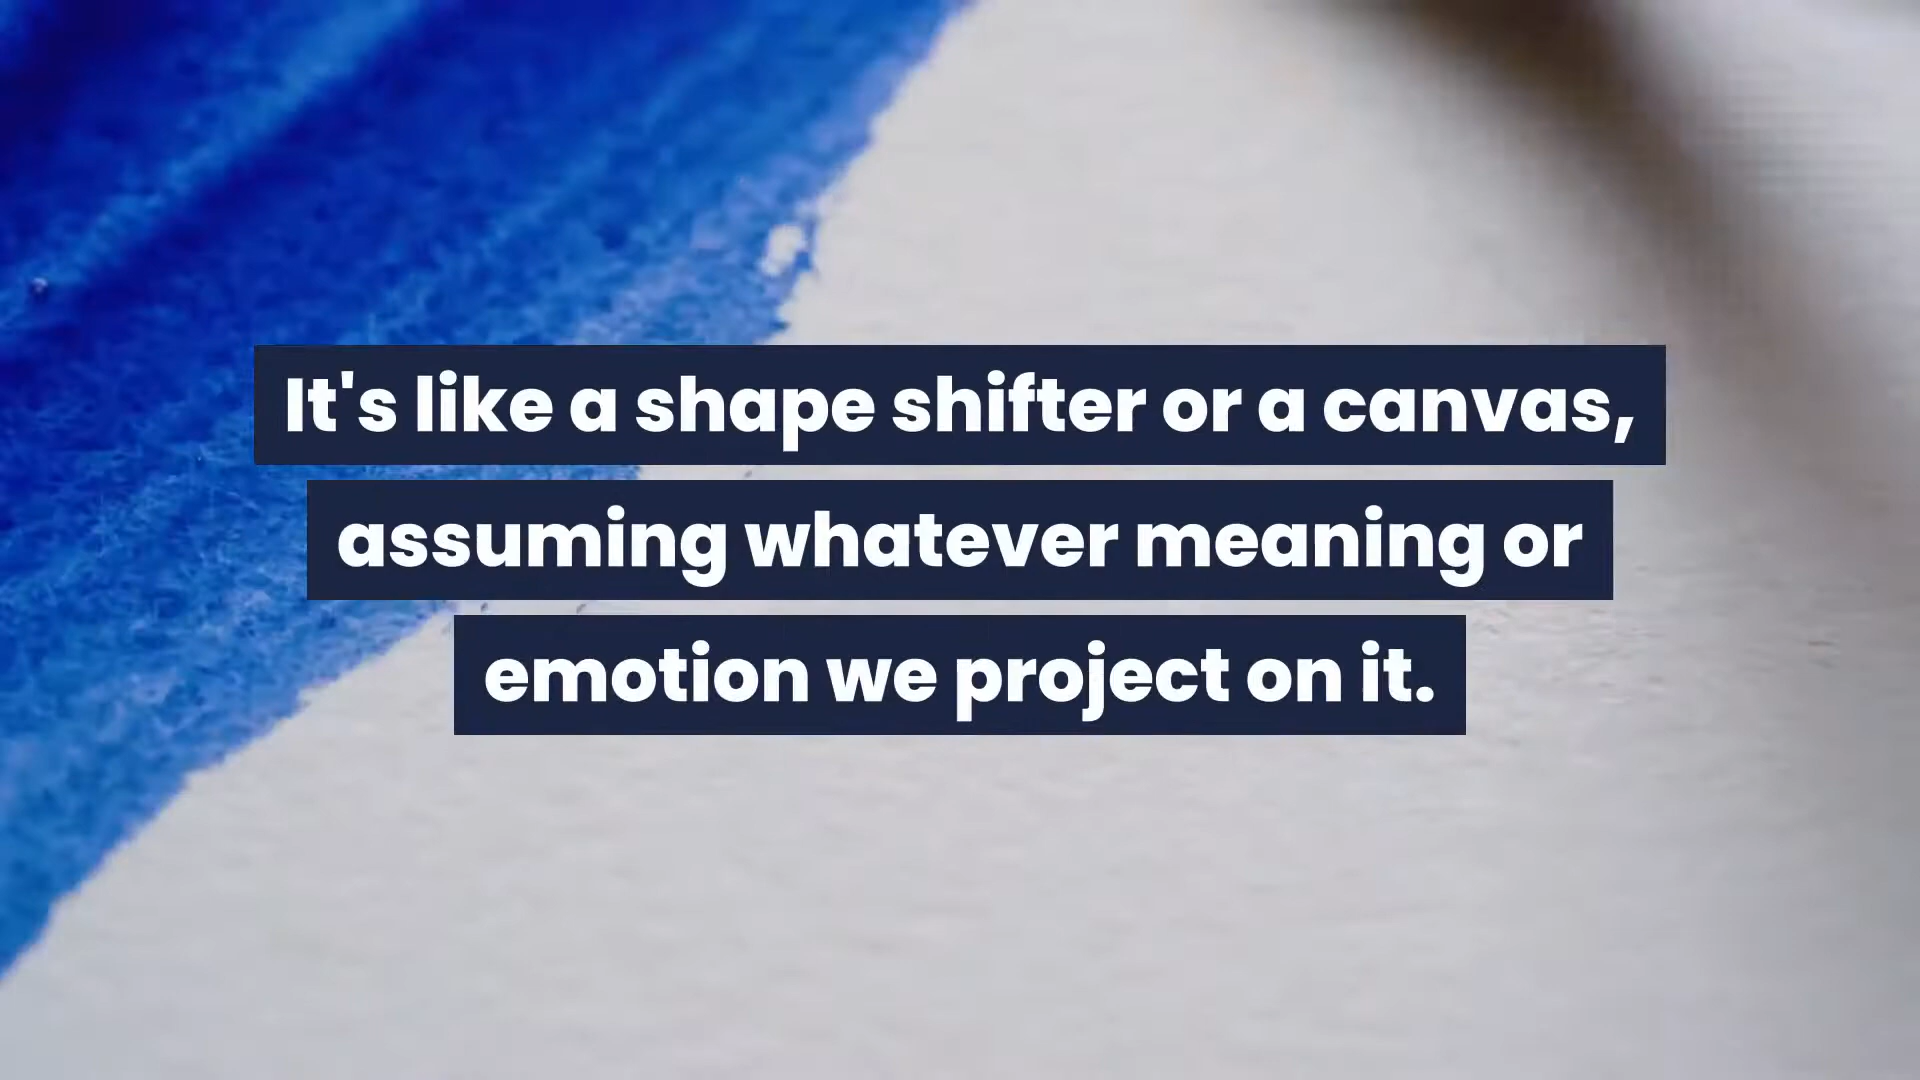 It's like a shape shifter or a canvas,
assuming whatever meaning or
emotion we project on it.